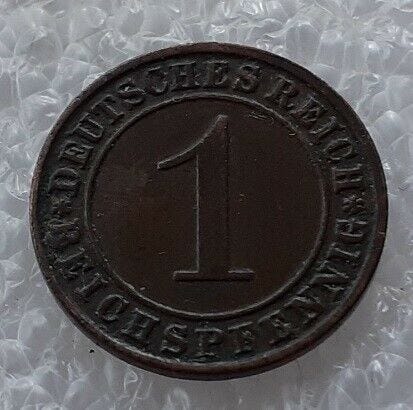 *DEUTSCHES REICH*
REICHSPFENNIG
1